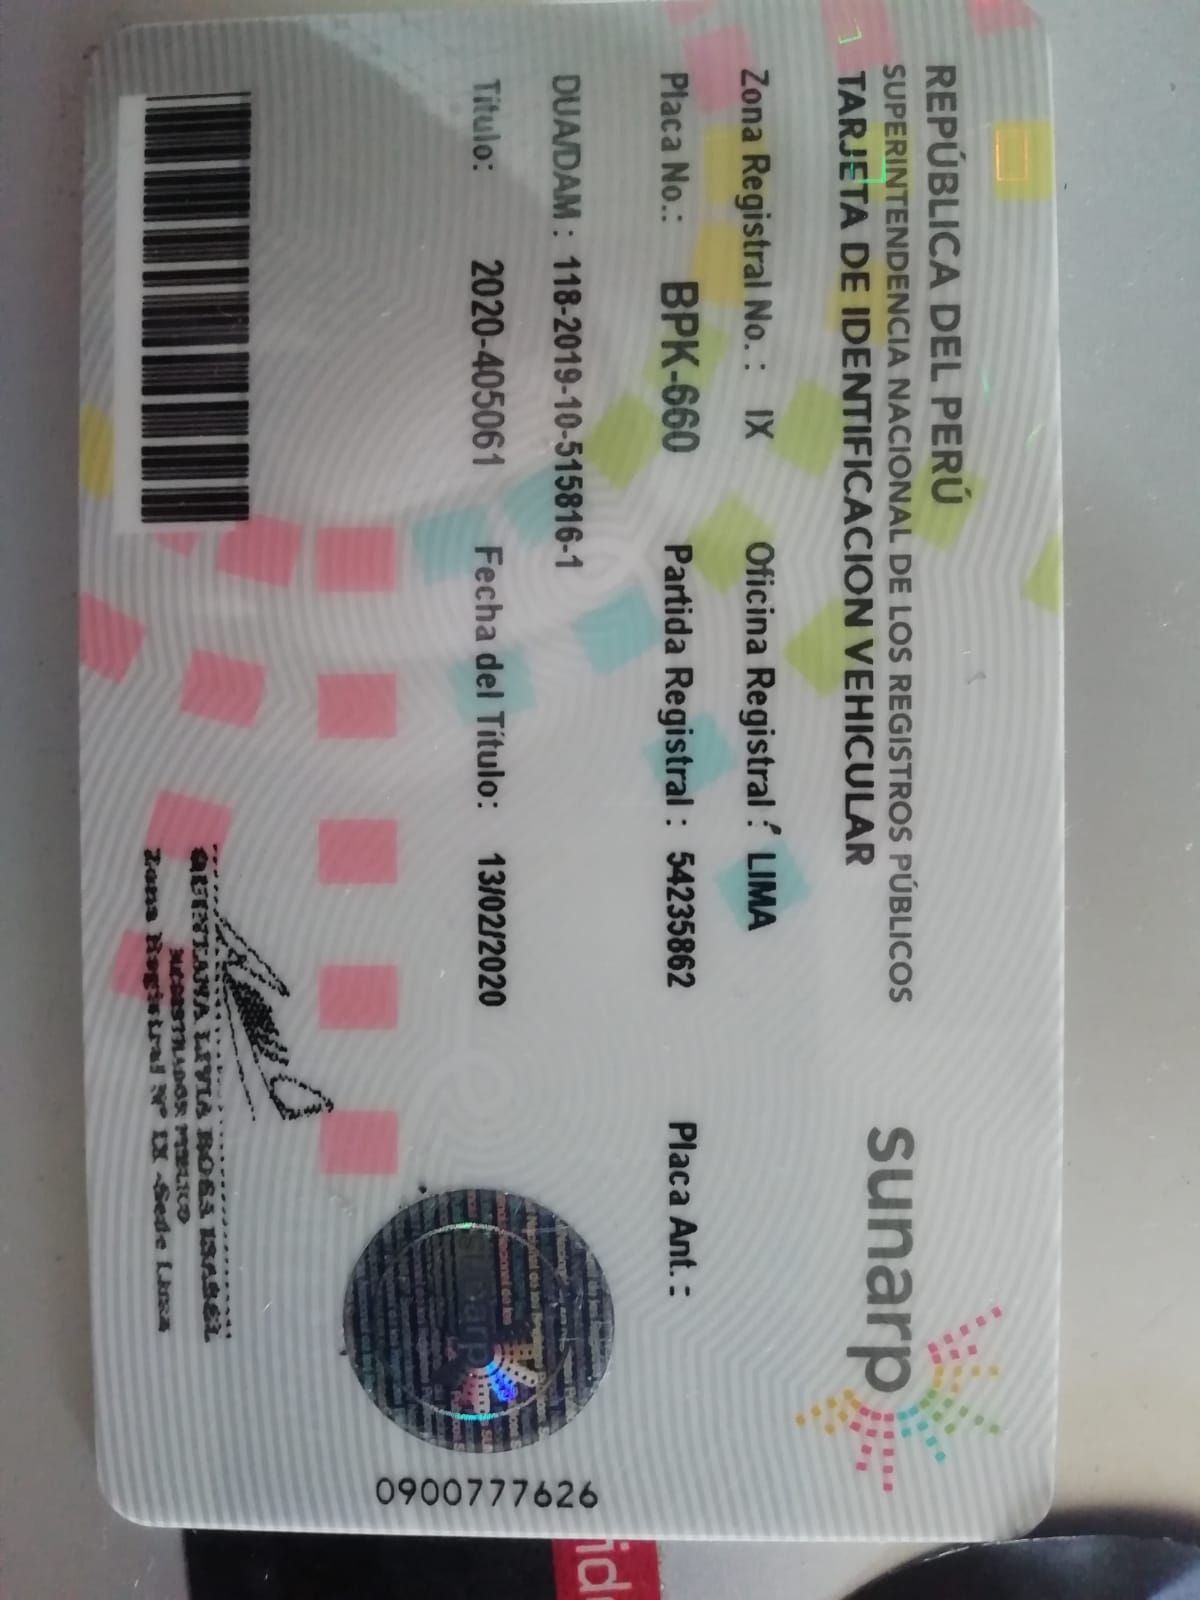 REPÚBLICA DEL PERÚ
SUPERINTENDENCIA NACIONAL DE LOS REGISTROS PÚBLICOS
TARJETA DE IDENTIFICACION VEHICULAR
sunarp
Zona Registral No. : IX Oficina Registral : LIMA
Placa No.: BPK-660 Partida Registral : 54235862 Placa Ant. :
DUA/DAM : 118-2019-10-515816-1
Título: 2020-405061 Fecha del Título: 13/02/2020
QUINTANA LIVIA ROSA ISABEL
REGISTRADOR PUBLICO
Zona Registral Nº IX - Sede Lima
0900777626